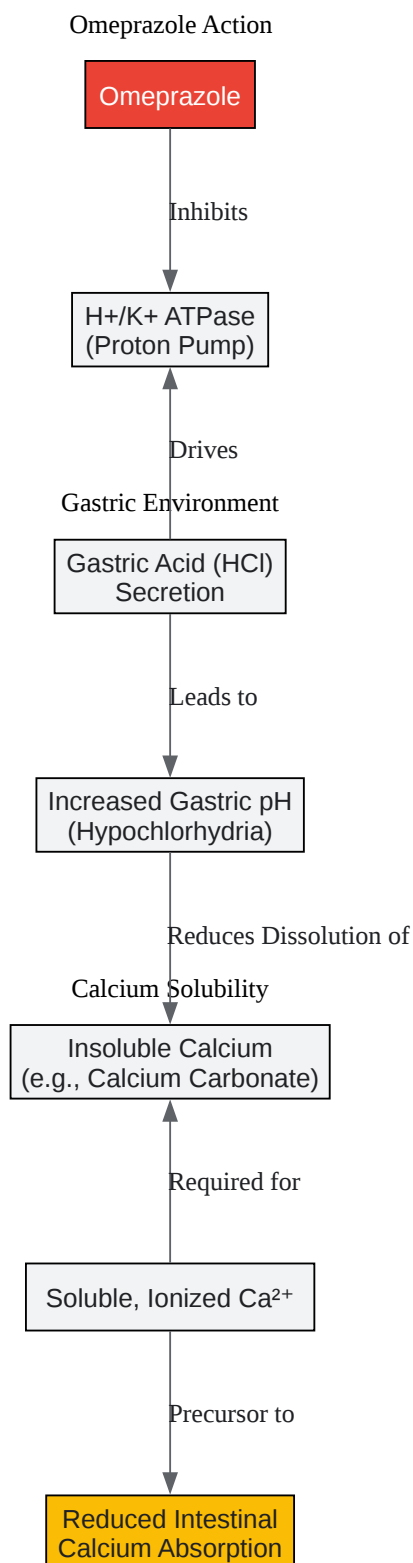 Omeprazole Action
Omeprazole
Inhibits
H+/K+ ATPase
(Proton Pump)
Drives
Gastric Environment
Gastric Acid (HCl)
Secretion
Leads to
Increased Gastric pH
(Hypochlorhydria)
Reduces Dissolution of
Calcium Solubility
Insoluble Calcium
(e.g., Calcium Carbonate)
Required for
Soluble, Ionized Ca²⁺
Precursor to
Reduced Intestinal
Calcium Absorption